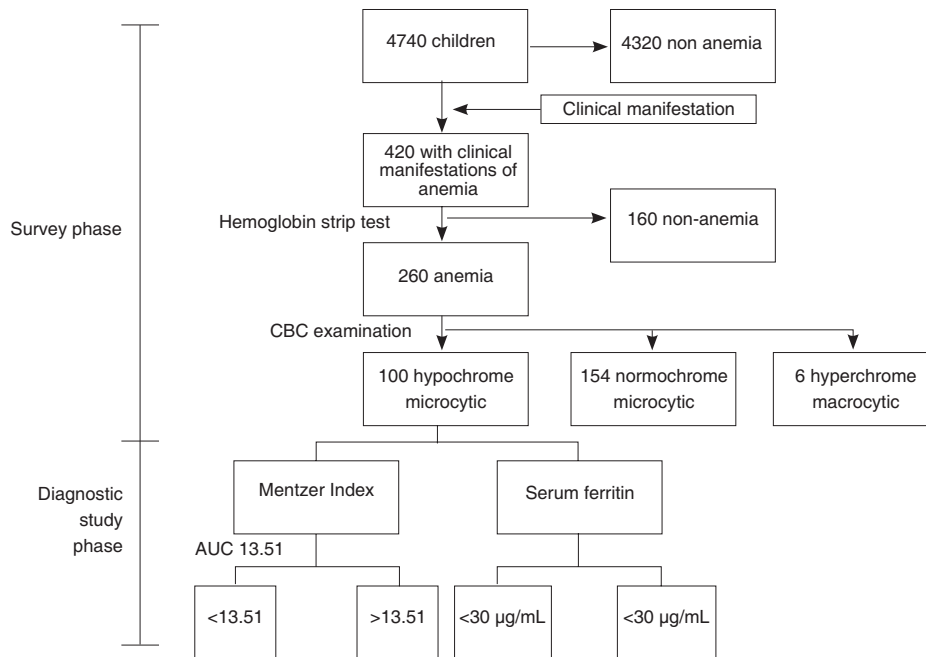 4740 children
4320 non anemia
Clinical manifestation
420 with clinical
manifestations of
anemia
Survey phase
Hemoglobin strip test
160 non-anemia
260 anemia
CBC examination
100 hypochrome
microcytic
154 normochrome
microcytic
6 hyperchrome
macrocytic
Diagnostic
study
phase
Mentzer Index
Serum ferritin
AUC 13.51
<13.51
>13.51
<30 µg/mL
<30 µg/mL